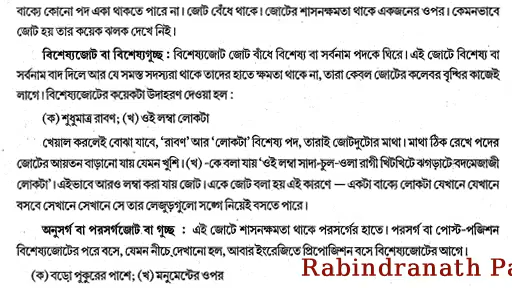 বাক্যে কোনো পদ একা থাকতে পারে না। জোট বেঁধে থাকে। জোটের শাসনক্ষমতা থাকে একজনের ওপর। কেমনভাবে
জোট হয় তার কয়েক ঝলক দেখে নিই।
বিশেষ্যজোট বা বিশেষ্যগুচ্ছ : বিশেষ্যজোট জোট বাঁধে বিশেষ্য বা সর্বনাম পদকে ঘিরে। এই জোটে বিশেষ্য বা
সর্বনাম বাদ দিলে আর যে সমস্ত সদস্যরা থাকে তাদের হাতে ক্ষমতা থাকে না, তারা কেবল জোটের কলেবর বৃদ্ধির কাজেই
লাগে। বিশেষ্যজোটের কয়েকটা উদাহরণ দেওয়া হল :
(ক) শুধুমাত্র রাবণ; (খ) ওই লম্বা লোকটা
খেয়াল করলেই বোঝা যাবে, ‘রাবণ’ আর ‘লোকটা’ বিশেষ্য পদ, তারাই জোটদুটোর মাথা। মাথা ঠিক রেখে পদের
জোটের আয়তন বাড়ানো যায় যেমন খুশি। (খ) -কে বলা যায় ‘ওই লম্বা সাদা-চুল-ওলা রাগী খিটখিটে ঝগড়াটে বদমেজাজী
লোকটা’। এইভাবে আরও লম্বা করা যায় জোট। একে জোট বলা হয় এই কারণে — একটা বাক্যে লোকটা যেখানে যেখানে
বসবে সেখানে সেখানে সে তার লেজুড়গুলো সঙ্গে নিয়েই বসতে পারে।
অনুসর্গ বা পরসর্গজোট বা গুচ্ছ : এই জোটে শাসনক্ষমতা থাকে পরসর্গের হাতে। পরসর্গ বা পোস্ট-পজিশন
বিশেষ্যজোটের পরে বসে, যেমন নীচে দেখানো হল, আবার ইংরেজিতে প্রিপোজিশন বসে বিশেষ্যজোটের আগে।
(ক) বড়ো পুকুরের পাশে; (খ) মনুমেন্টের ওপর
Rabindranath Pa